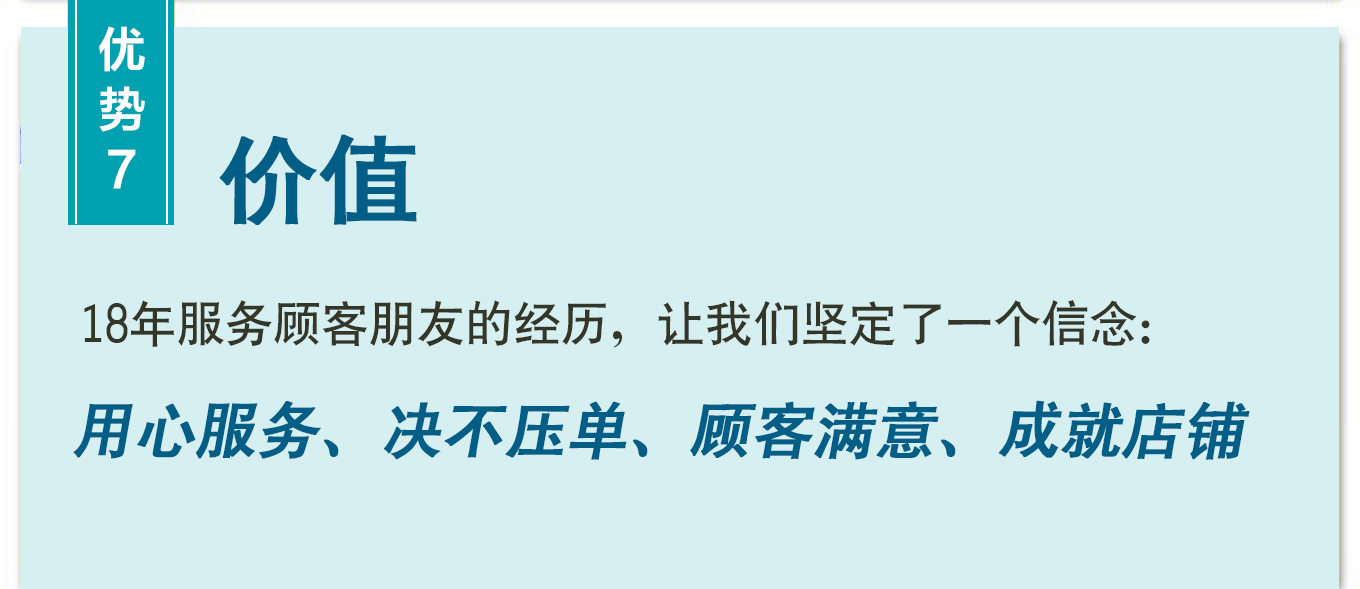 优势7
价值
18年服务顾客朋友的经历，让我们坚定了一个信念：
用心服务、决不压单、顾客满意、成就店铺